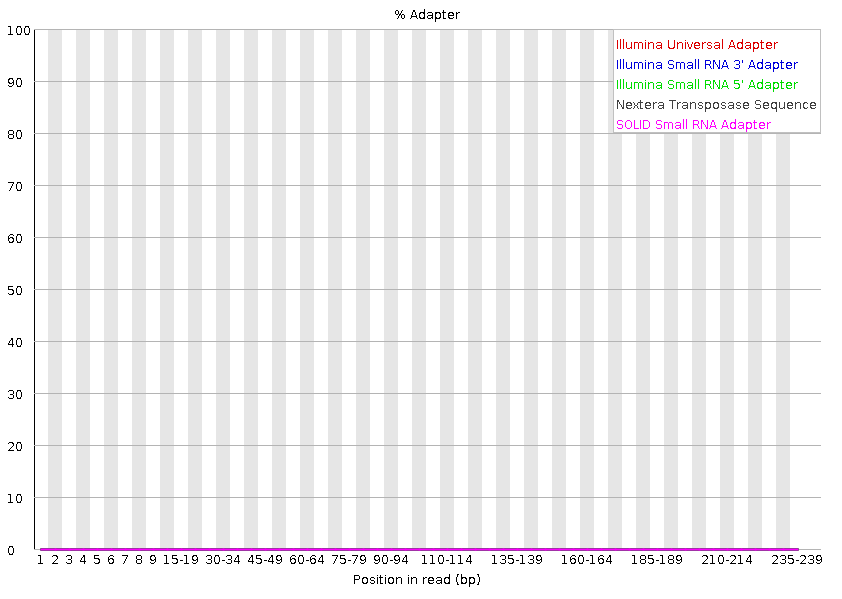 % Adapter
100
90
80
70
60
50
40
30
20
10
0
Illumina Universal Adapter
Illumina Small RNA 3' Adapter
Illumina Small RNA 5' Adapter
Nextera Transposase Sequence
SOLID Small RNA Adapter
1 2 3 4 5 6 7 8 9 15-19 30-34 45-49 60-64 75-79 90-94 110-114 135-139 160-164 185-189 210-214 235-239
Position in read (bp)